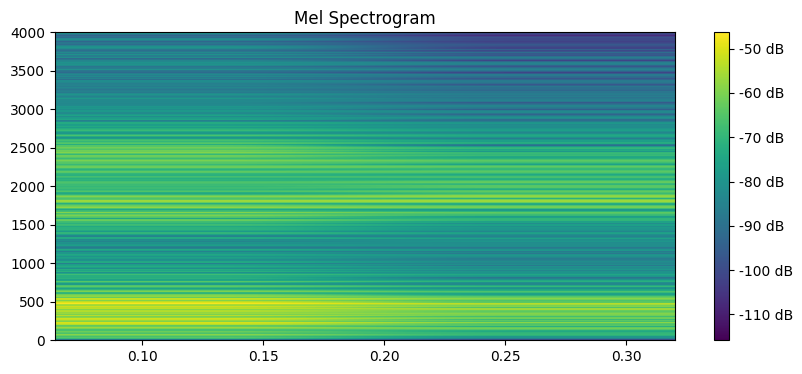 Mel Spectrogram
4000
3500
3000
2500
2000
1500
1000
500
0
0.10 0.15 0.20 0.25 0.30
-50 dB
-60 dB
-70 dB
-80 dB
-90 dB
-100 dB
-110 dB